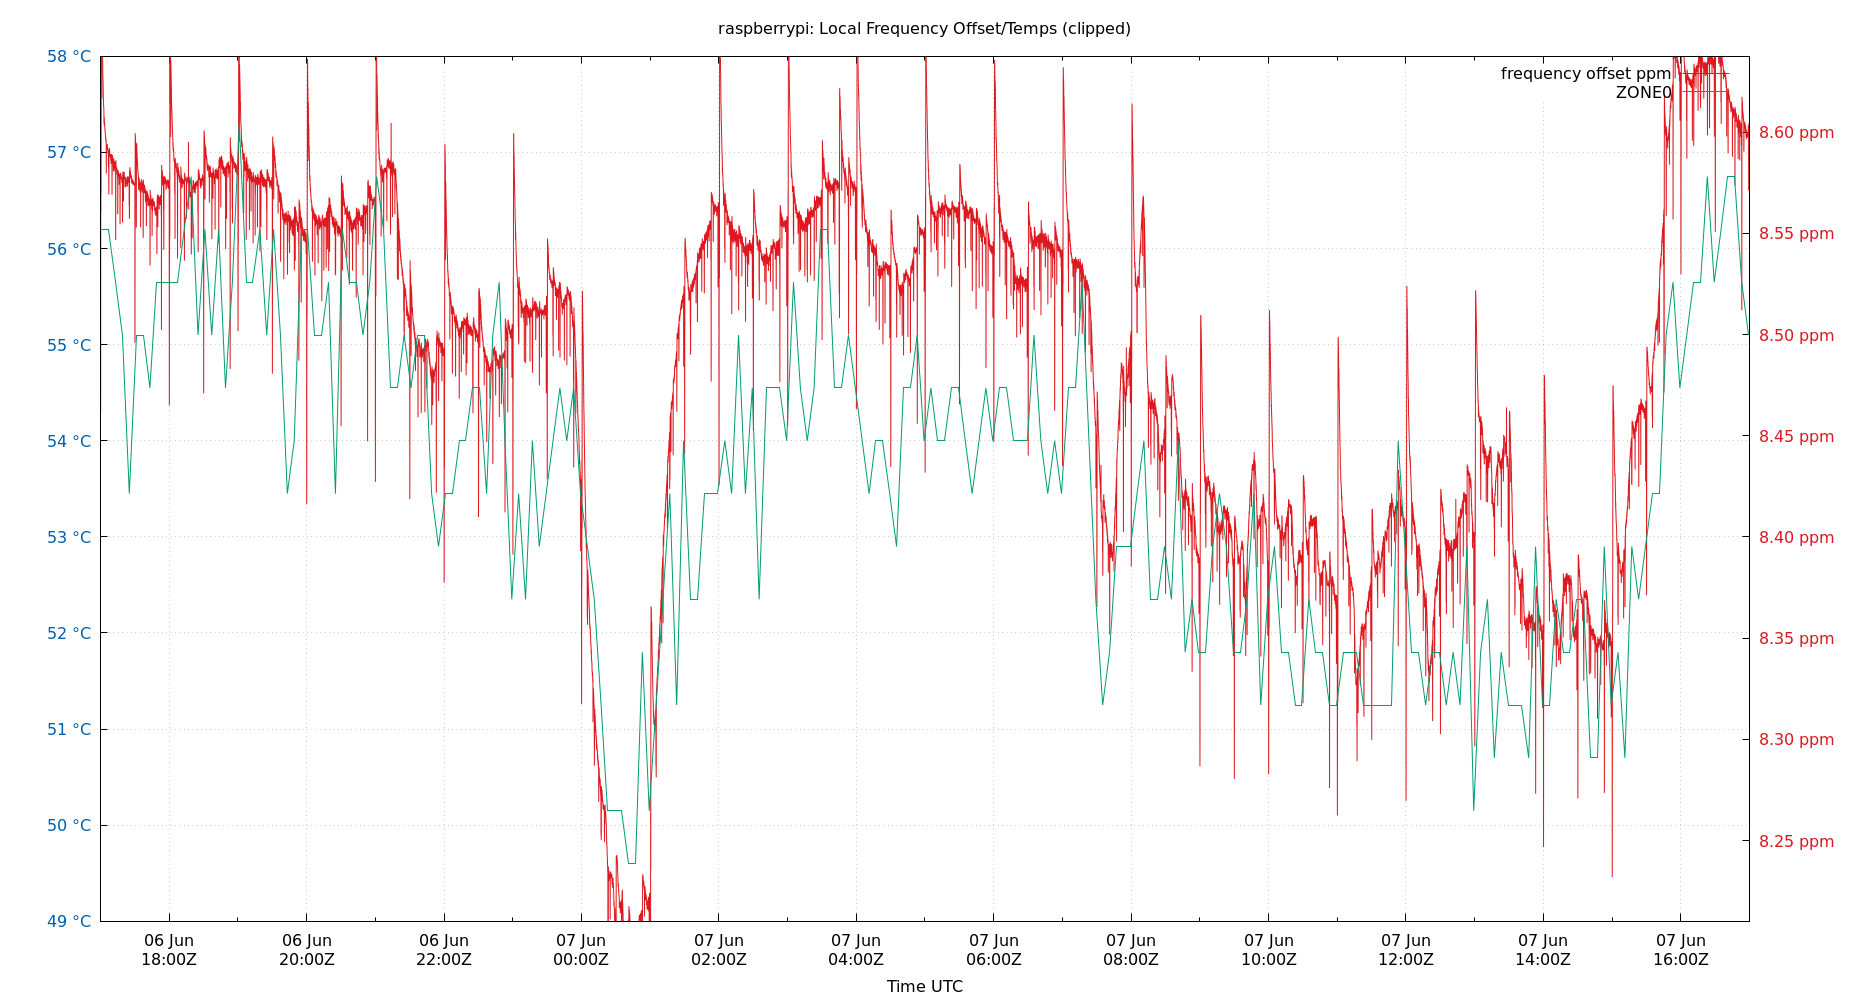 raspberrypi: Local Frequency Offset/Temps (clipped)
58 °C
57 °C
56 °C
55 °C
54 °C
53 °C
52 °C
51 °C
50 °C
49 °C
frequency offset ppm
ZONE0
8.60 ppm
8.55 ppm
8.50 ppm
8.45 ppm
8.40 ppm
8.35 ppm
8.30 ppm
8.25 ppm
06 Jun
18:00Z
06 Jun
20:00Z
06 Jun
22:00Z
07 Jun
00:00Z
07 Jun
02:00Z
07 Jun
04:00Z
07 Jun
06:00Z
07 Jun
08:00Z
07 Jun
10:00Z
07 Jun
12:00Z
07 Jun
14:00Z
07 Jun
16:00Z
Time UTC